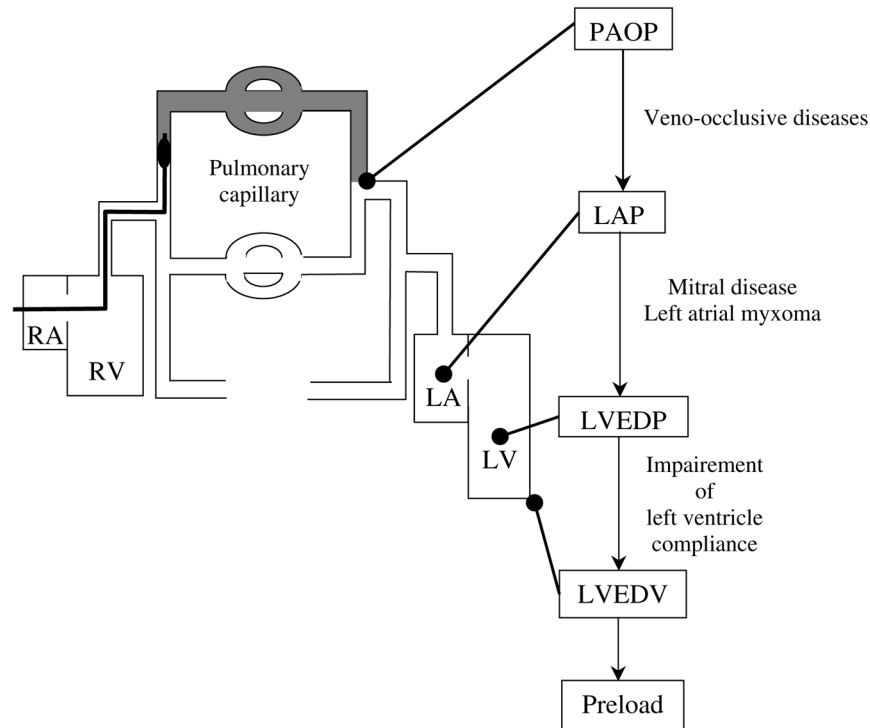 PAOP
Veno-occlusive diseases
Pulmonary
capillary
LAP
Mitral disease
Left atrial myxoma
RA
RV
LA
LVEDP
LV
Impairement
of
left ventricle
compliance
LVEDV
Preload